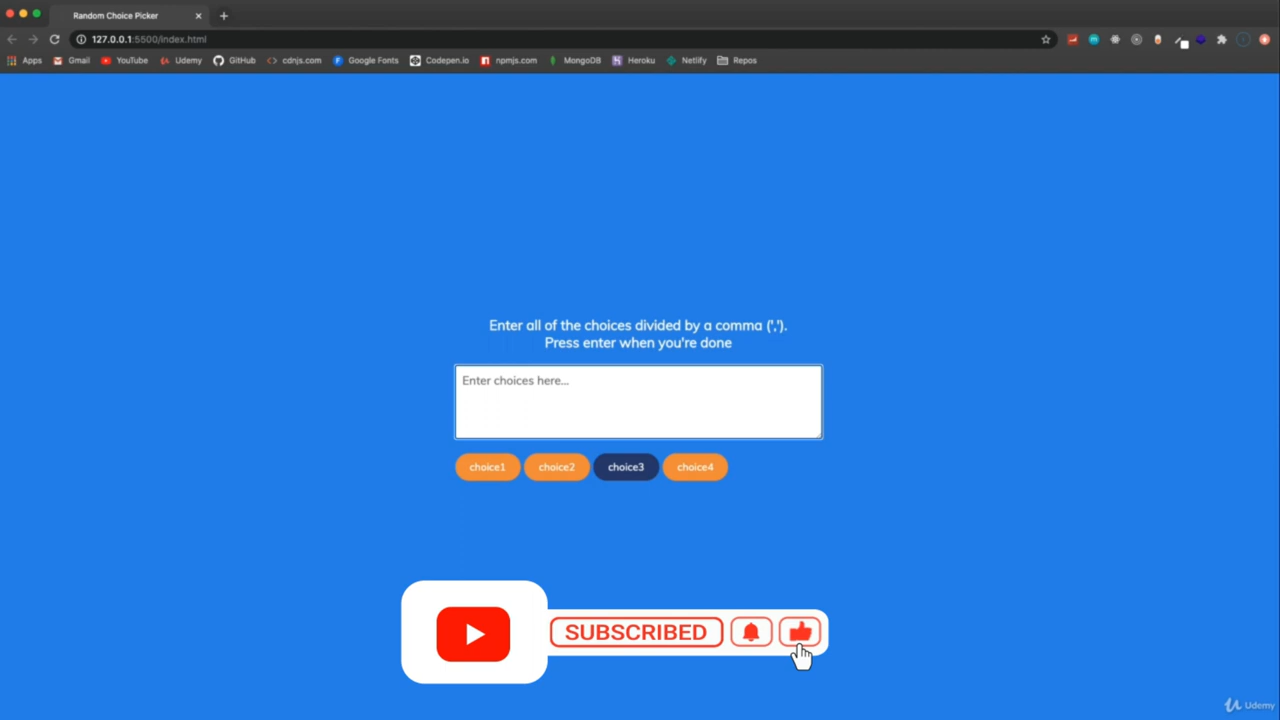 Random Choice Picker
127.0.0.1:5500/index.html
Apps Gmail YouTube Udemy GitHub cdnjs.com Google Fonts Codepen.io npmjs.com MongoDB Heroku Netlify Repos
Enter all of the choices divided by a comma (',').
Press enter when you're done
Enter choices here...
choice1 choice2 choice3 choice4
SUBSCRIBED
Udemy